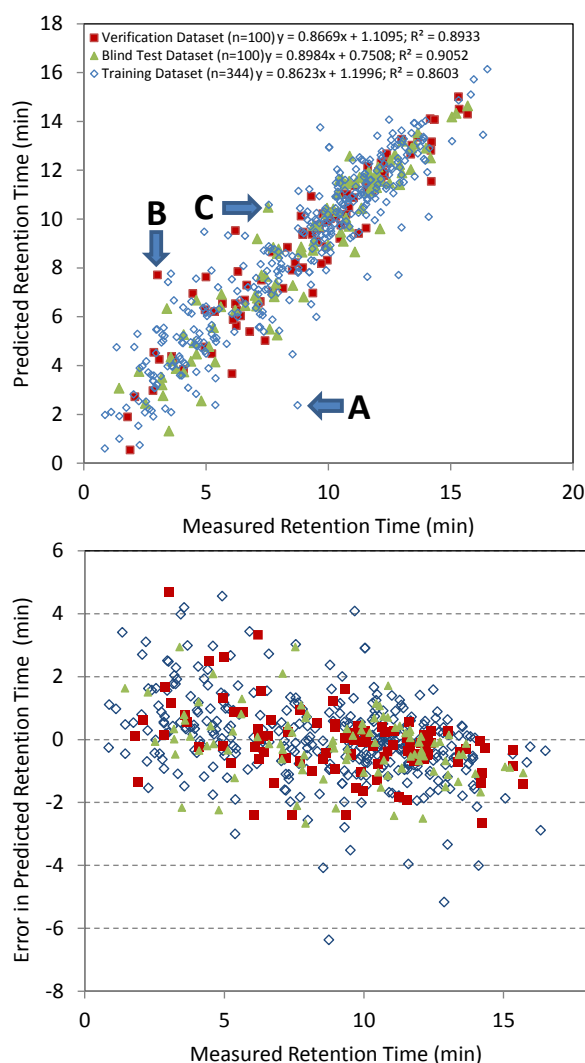 18
16
14
12
10
8
6
4
2
0
Predicted Retention Time (min)
Verification Dataset (n=100) y = 0.8669x + 1.1095; R² = 0.8933
Blind Test Dataset (n=100) y = 0.8984x + 0.7508; R² = 0.9052
Training Dataset (n=344) y = 0.8623x + 1.1996; R² = 0.8603
B
C
A
0 5 10 15 20
Measured Retention Time (min)
6
4
2
0
-2
-4
-6
-8
Error in Predicted Retention Time (min)
0 5 10 15
Measured Retention Time (min)